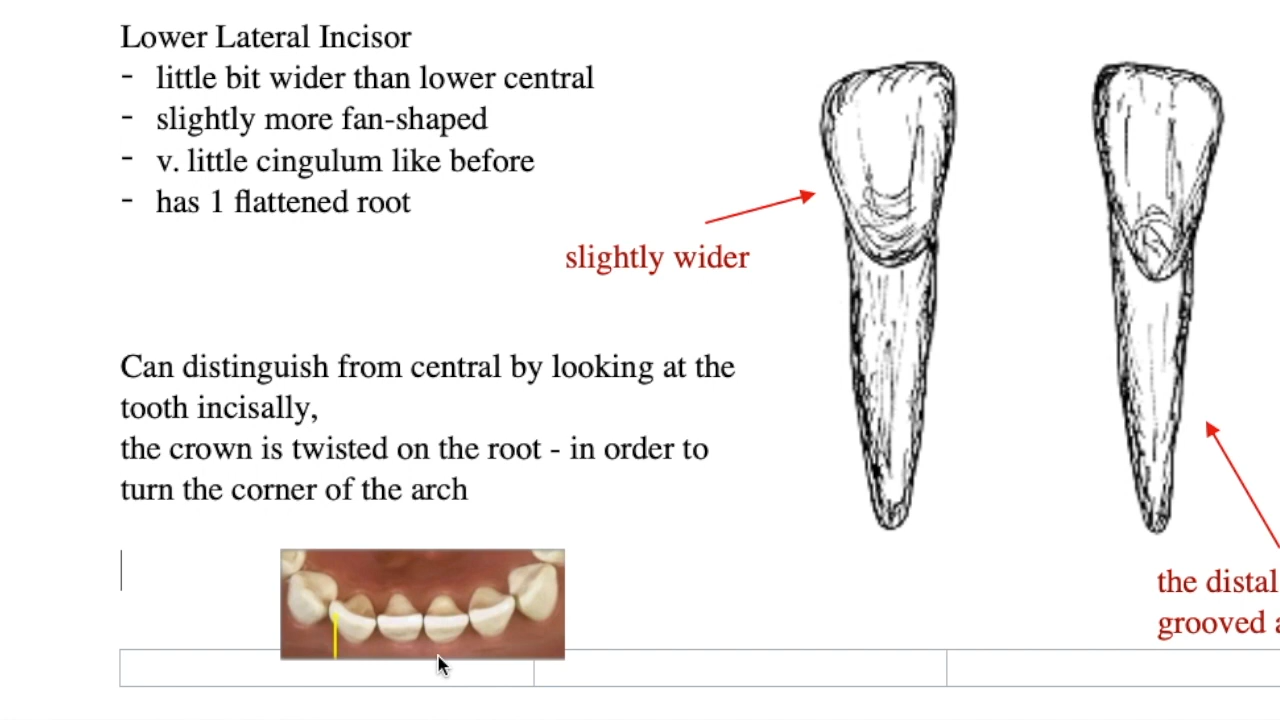 Lower Lateral Incisor
- little bit wider than lower central
- slightly more fan-shaped
- v. little cingulum like before
- has 1 flattened root
slightly wider
Can distinguish from central by looking at the
tooth incisally,
the crown is twisted on the root - in order to
turn the corner of the arch
the distal
grooved a